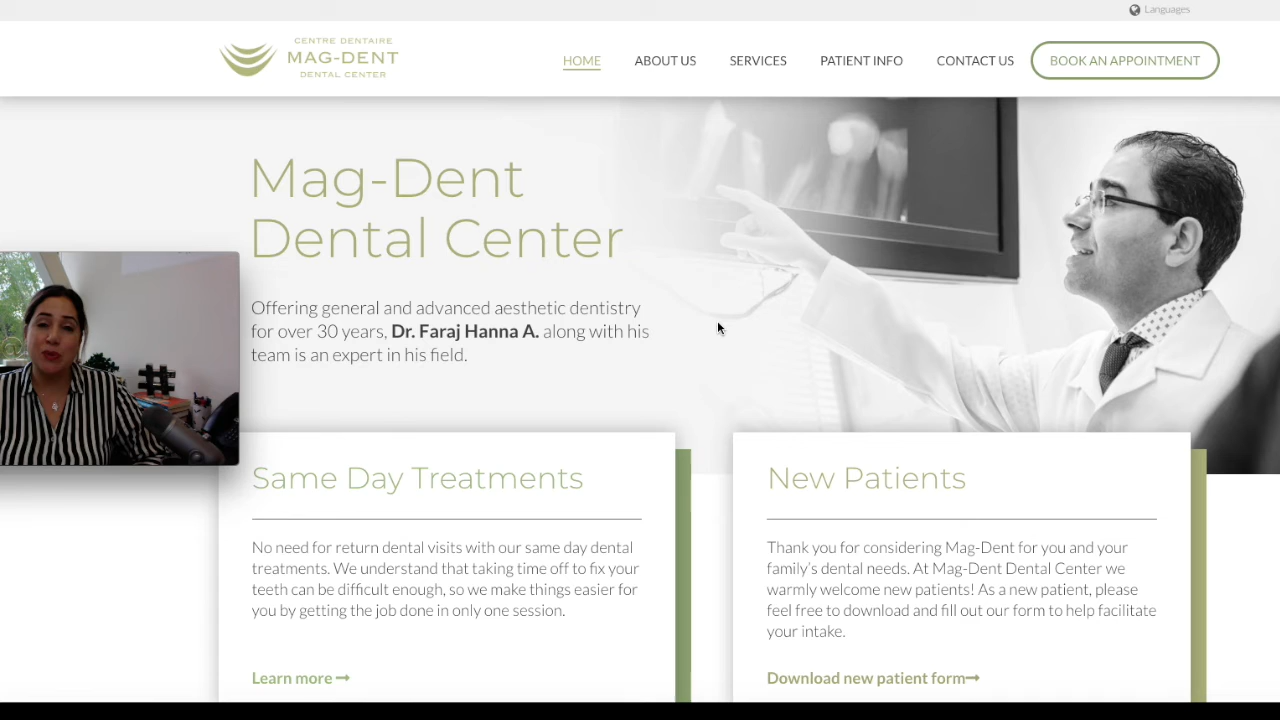 Languages
CENTRE DENTAIRE
MAG-DENT
DENTAL CENTER
HOME
ABOUT US
SERVICES
PATIENT INFO
CONTACT US
BOOK AN APPOINTMENT
Mag-Dent
Dental Center
Offering general and advanced aesthetic dentistry
for over 30 years, Dr. Faraj Hanna A. along with his
team is an expert in his field.
Same Day Treatments
No need for return dental visits with our same day dental
treatments. We understand that taking time off to fix your
teeth can be difficult enough, so we make things easier for
you by getting the job done in only one session.
Learn more
New Patients
Thank you for considering Mag-Dent for you and your
family's dental needs. At Mag-Dent Dental Center we
warmly welcome new patients! As a new patient, please
feel free to download and fill out our form to help facilitate
your intake.
Download new patient form